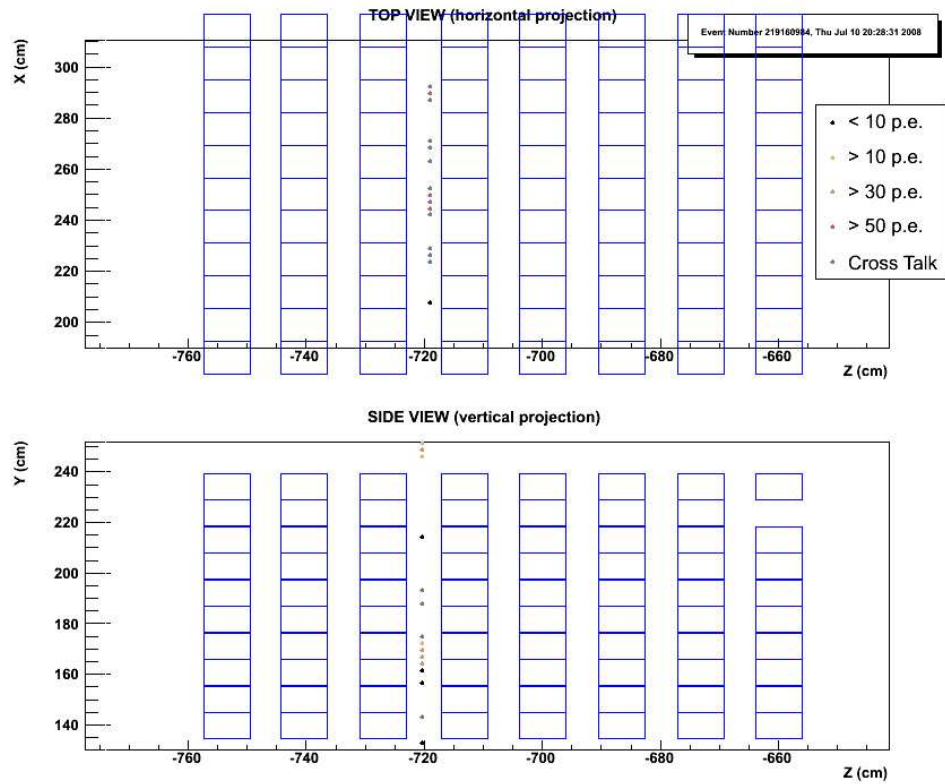 TOP VIEW (horizontal projection)
Event Number 219160984, Thu Jul 10 20:28:31 2008
X (cm)
300
280
260
240
220
200
< 10 p.e.
> 10 p.e.
> 30 p.e.
> 50 p.e.
Cross Talk
-760 -740 -720 -700 -680 -660
Z (cm)
SIDE VIEW (vertical projection)
Y (cm)
240
220
200
180
160
140
-760 -740 -720 -700 -680 -660
Z (cm)